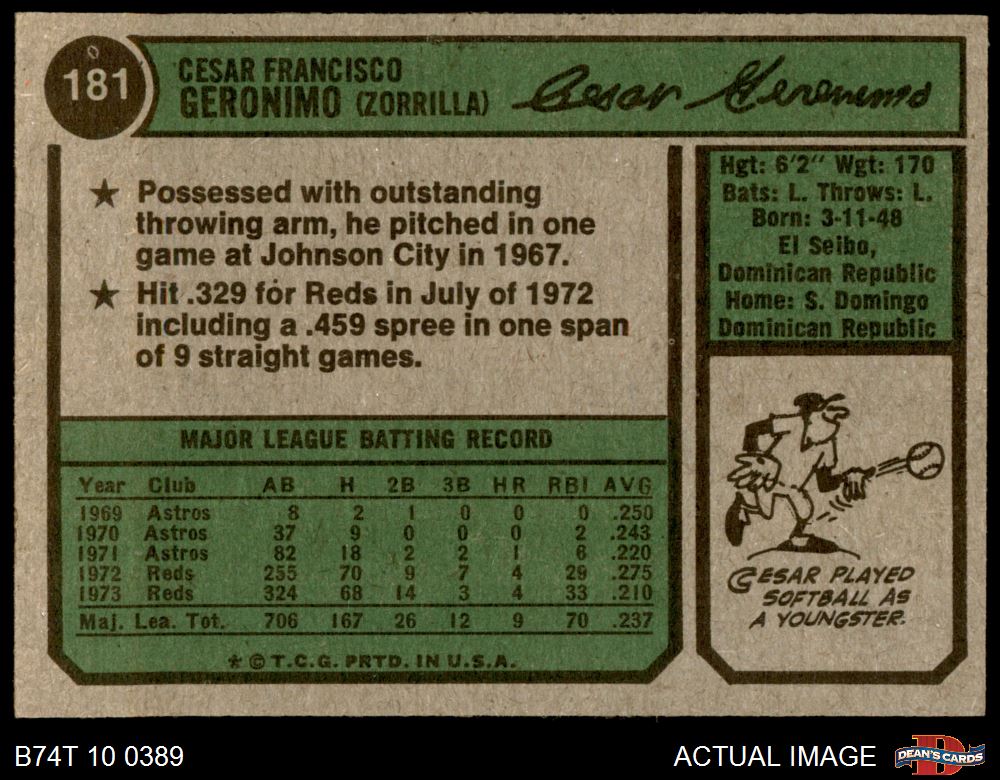 181
CESAR FRANCISCO
GERONIMO (ZORRILLA)
Cesar Geronimo
★ Possessed with outstanding
throwing arm, he pitched in one
game at Johnson City in 1967.
★ Hit .329 for Reds in July of 1972
including a .459 spree in one span
of 9 straight games.
Hgt: 6'2" Wgt: 170
Bats: L. Throws: L.
Born: 3-11-48
El Seibo,
Dominican Republic
Home: S. Domingo
Dominican Republic
MAJOR LEAGUE BATTING RECORD
Year Club AB H 2B 3B HR RBI AVG
1969 Astros 8 2 1 0 0 0 .250
1970 Astros 37 9 0 0 0 2 .243
1971 Astros 82 18 2 2 1 6 .220
1972 Reds 255 70 9 7 4 29 .275
1973 Reds 324 68 14 3 4 33 .210
Maj. Lea. Tot. 706 167 26 12 9 70 .237
★ © T.C.G. PRTD. IN U.S.A.
CESAR PLAYED
SOFTBALL AS
A YOUNGSTER.
B74T 10 0389
ACTUAL IMAGE
D
DEAN'S CARDS